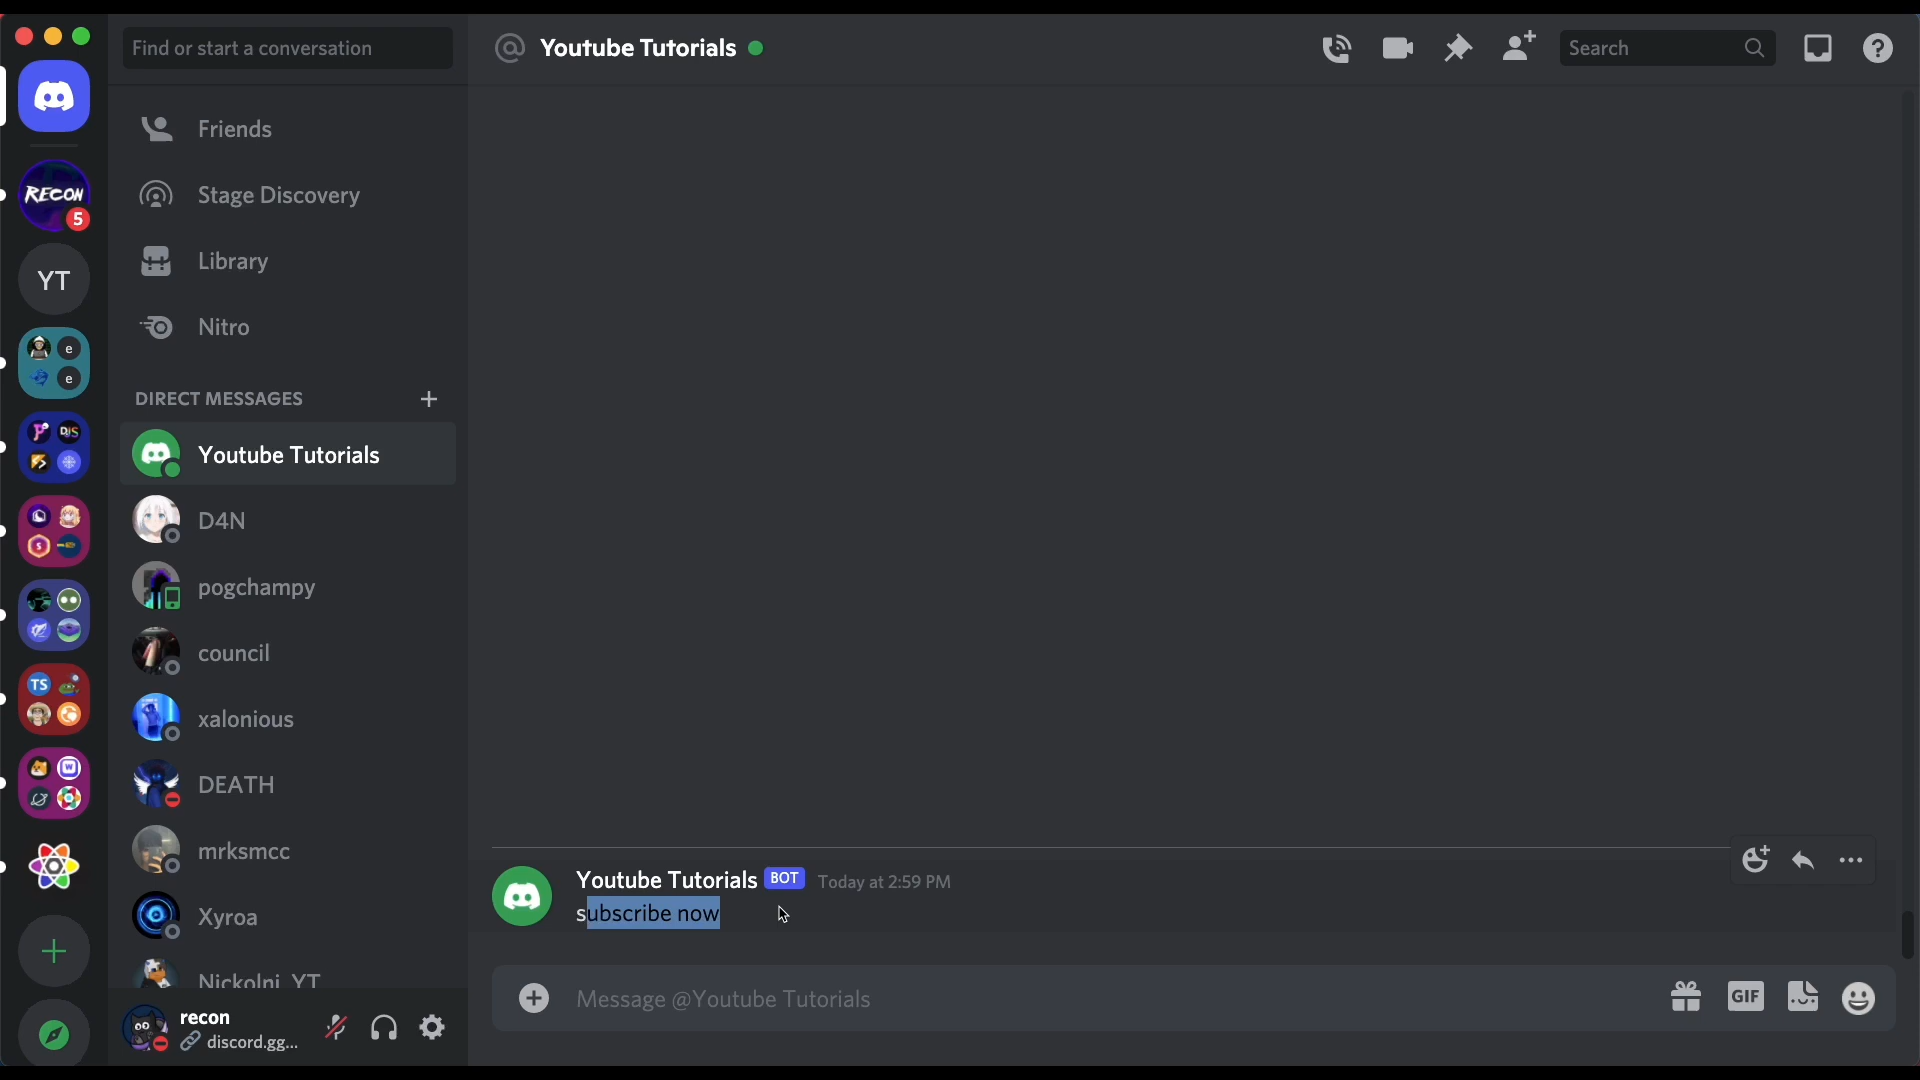 Find or start a conversation
Friends
Stage Discovery
Library
Nitro
DIRECT MESSAGES
Youtube Tutorials
D4N
pogchampy
council
xalonious
DEATH
mrksmcc
Xyroa
Nickolni_YT
recon
discord.gg...
RECON
5
YT
e
e
DJS
S
TS
W
Youtube Tutorials
Search
Youtube Tutorials BOT Today at 2:59 PM
subscribe now
Message @Youtube Tutorials
GIF